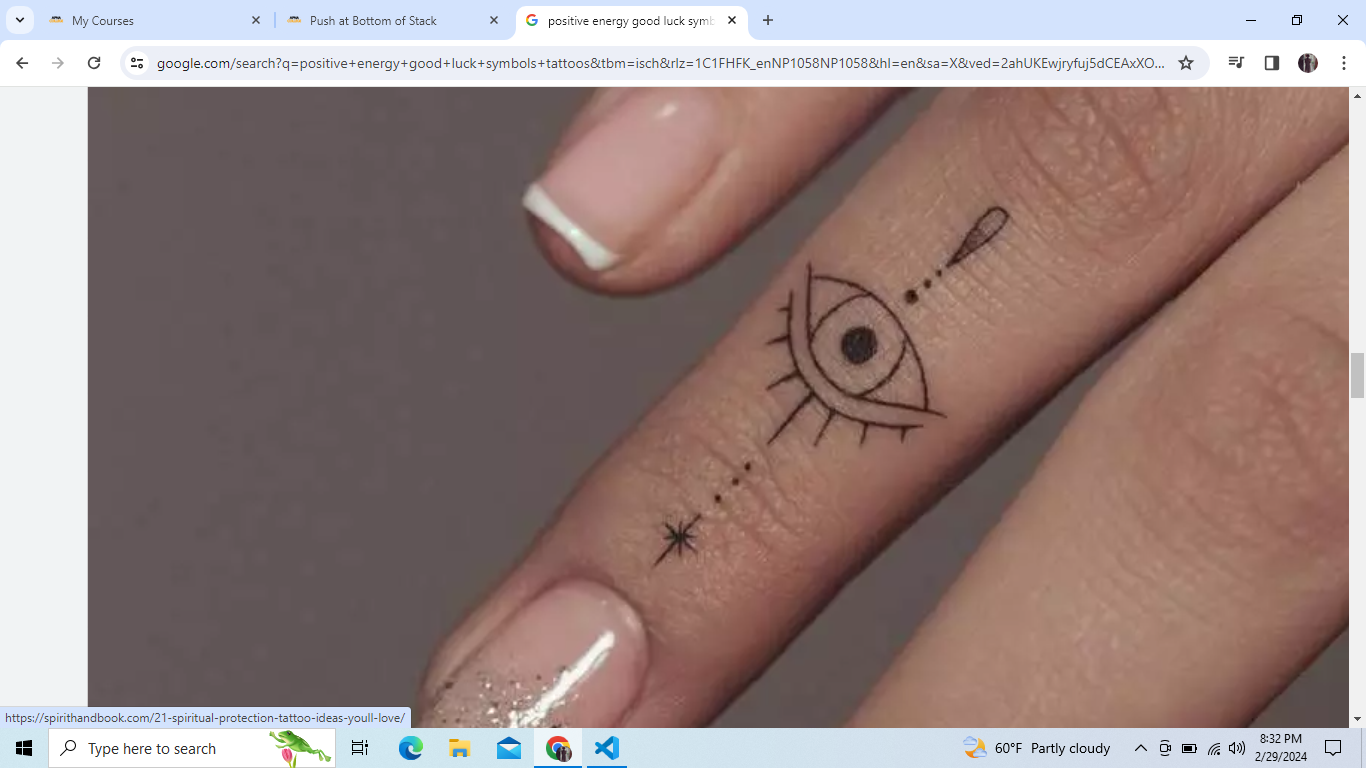 My Courses
Push at Bottom of Stack
positive energy good luck symb
google.com/search?q=positive+energy+good+luck+symbols+tattoos&tbm=isch&rlz=1C1FHFK_enNP1058NP1058&hl=en&sa=X&ved=2ahUKEwjryfuj5dCEAxXO...
https://spirithandbook.com/21-spiritual-protection-tattoo-ideas-youll-love/
Type here to search
60°F Partly cloudy
8:32 PM
2/29/2024